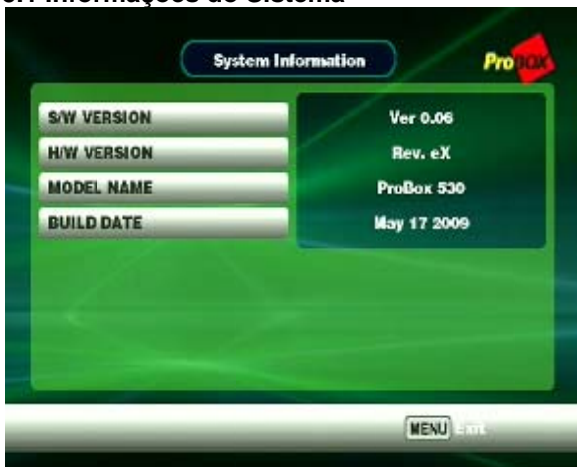 System Information
ProBOX
S/W VERSION Ver 0.06
H/W VERSION Rev. eX
MODEL NAME ProBox 530
BUILD DATE May 17 2009
MENU Exit